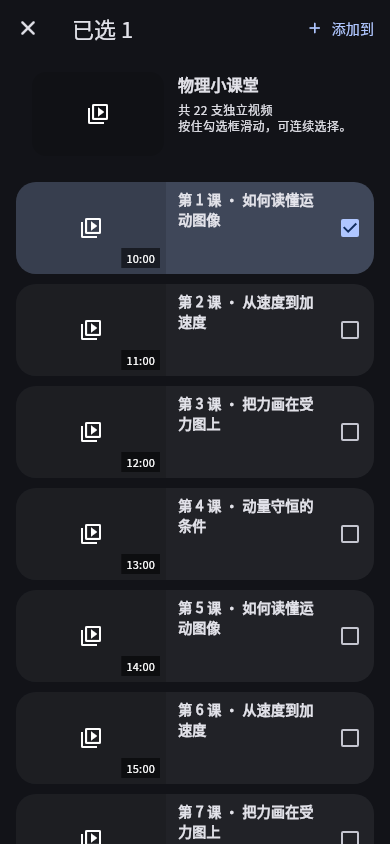 已选 1
+ 添加到
物理小课堂
共 22 支独立视频
按住勾选框滑动，可连续选择。
第 1 课 · 如何读懂运
动图像
10:00
第 2 课 · 从速度到加
速度
11:00
第 3 课 · 把力画在受
力图上
12:00
第 4 课 · 动量守恒的
条件
13:00
第 5 课 · 如何读懂运
动图像
14:00
第 6 课 · 从速度到加
速度
15:00
第 7 课 · 把力画在受
力图上